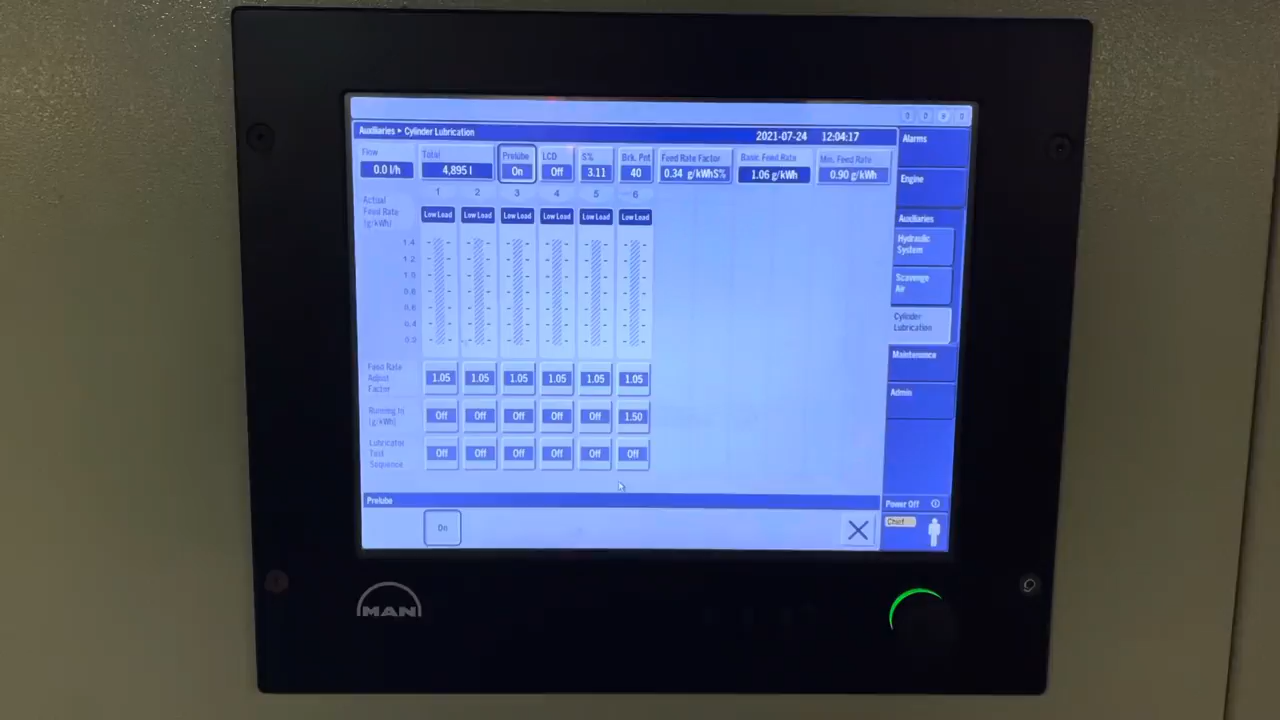 Auxiliaries ▸ Cylinder Lubrication
2021-07-24 12:04:17
Flow Total Prelube LCD S% Brk. Pnt Feed Rate Factor Basic Feed Rate Min. Feed Rate
0.0 l/h 4,895 l On Off 3.11 40 0.34 g/kWhS% 1.06 g/kWh 0.90 g/kWh
1 2 3 4 5 6
Actual
Feed Rate
(g/kWh)
Low Load Low Load Low Load Low Load Low Load Low Load
1.4
1.2
1.0
0.8
0.6
0.4
0.0
Feed Rate
Adjust
Factor
1.05 1.05 1.05 1.05 1.05 1.05
Running In
(g/kWh)
Off Off Off Off Off 1.50
Lubricator
Test
Sequence
Off Off Off Off Off Off
Prelube
On
Alarms
Engine
Auxiliaries
Hydraulic
System
Scavenge
Air
Cylinder
Lubrication
Maintenance
Admin
Power Off
Chief
MAN